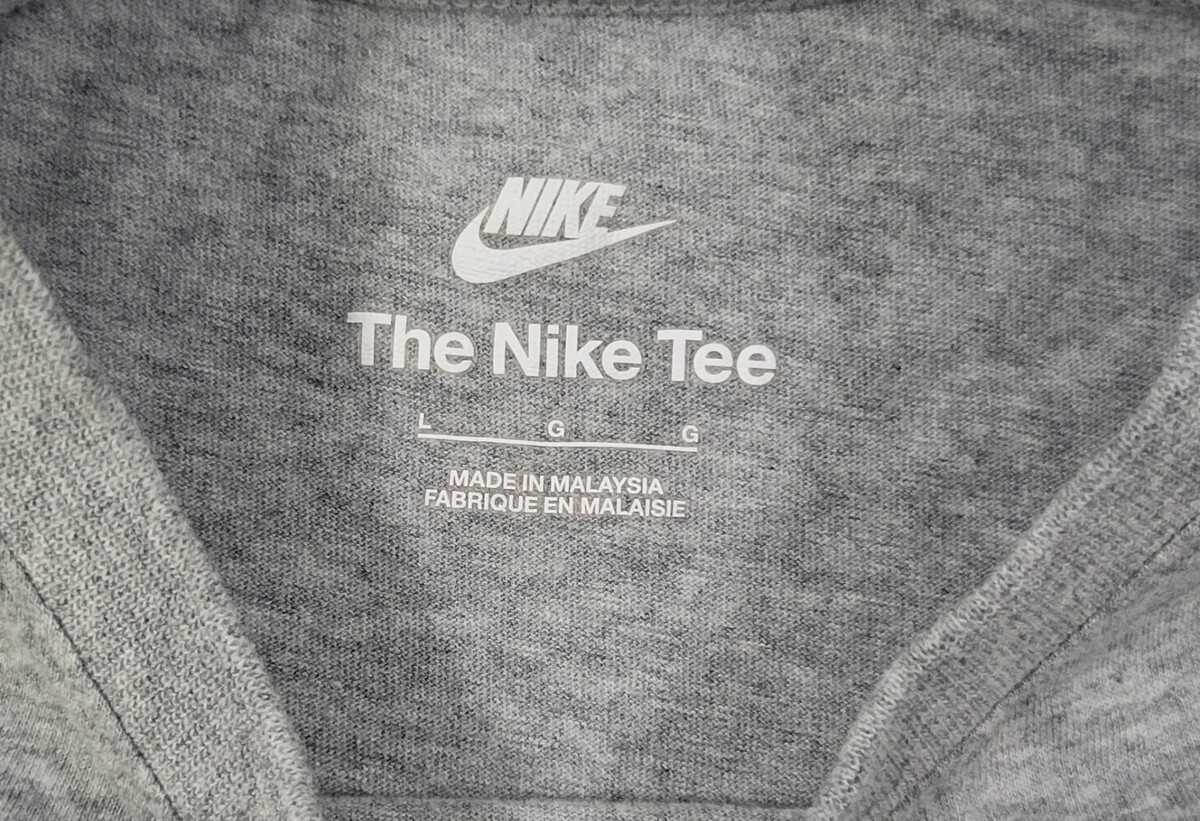 NIKE
The Nike Tee
L G G
MADE IN MALAYSIA
FABRIQUE EN MALAISIE